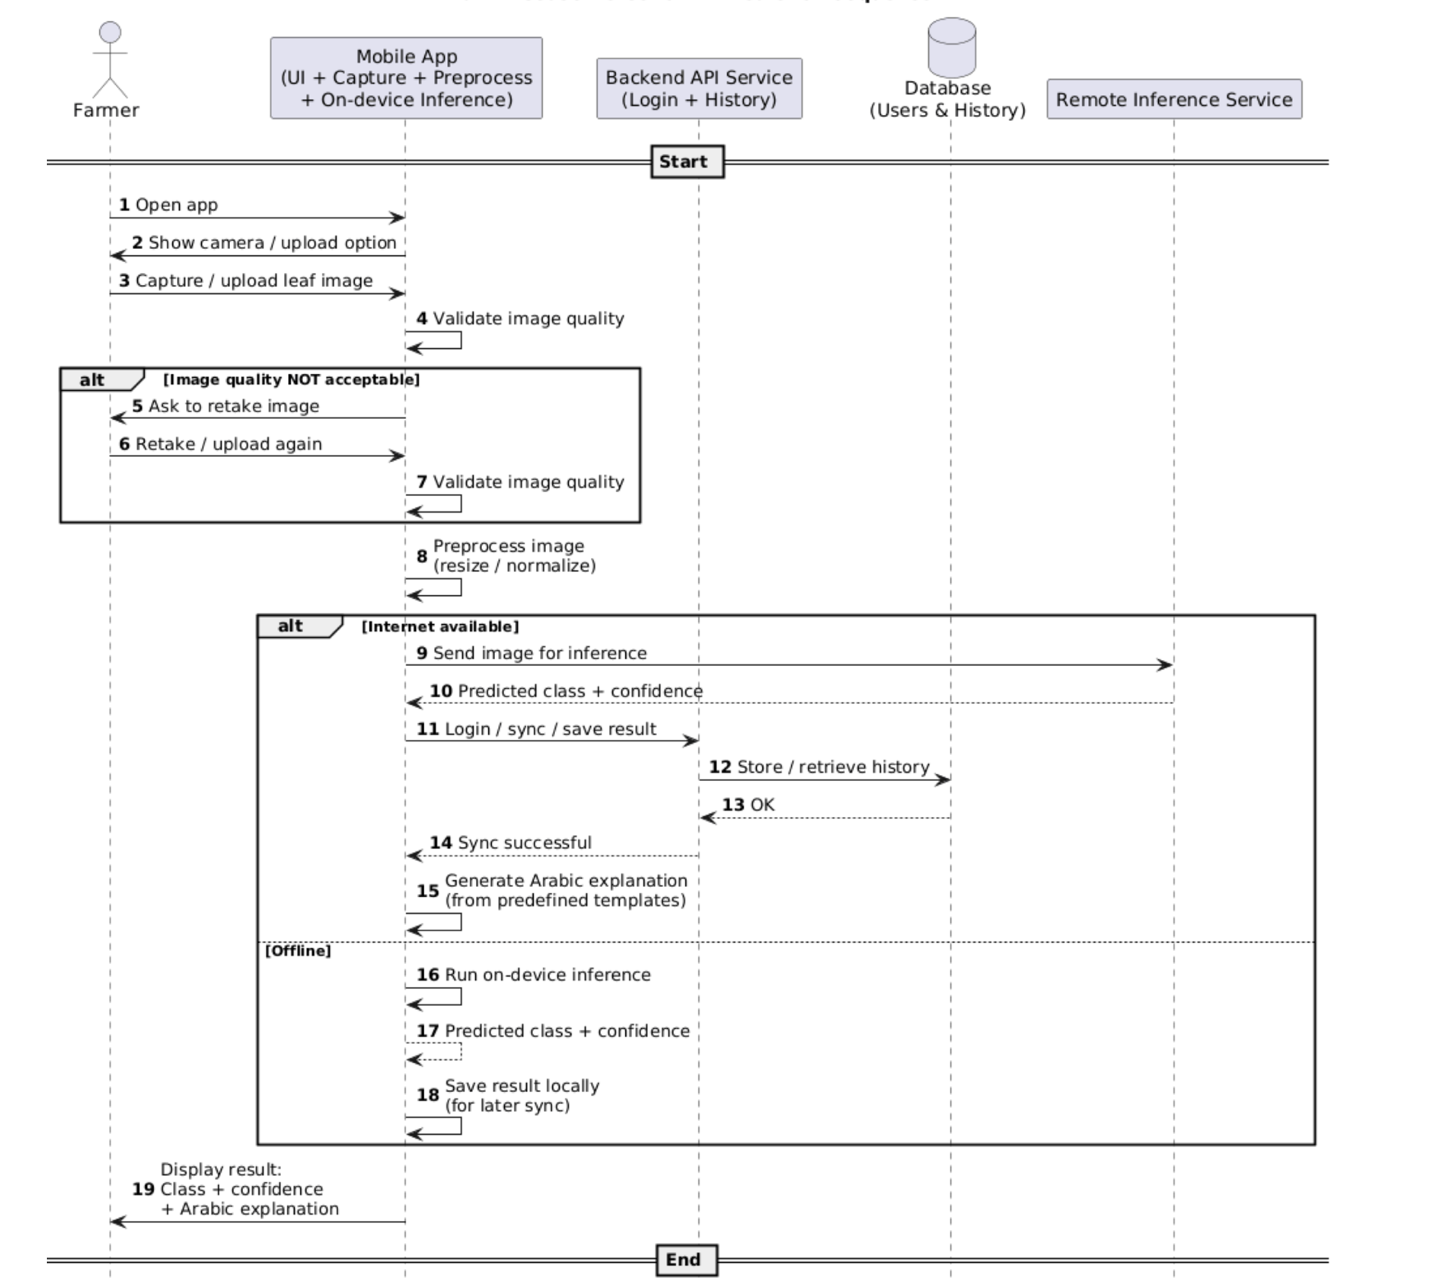 Farmer
Mobile App
(UI + Capture + Preprocess
+ On-device Inference)
Backend API Service
(Login + History)
Database
(Users & History)
Remote Inference Service
Start
1 Open app
2 Show camera / upload option
3 Capture / upload leaf image
4 Validate image quality
alt [Image quality NOT acceptable]
5 Ask to retake image
6 Retake / upload again
7 Validate image quality
8 Preprocess image
(resize / normalize)
alt [Internet available]
9 Send image for inference
10 Predicted class + confidence
11 Login / sync / save result
12 Store / retrieve history
13 OK
14 Sync successful
15 Generate Arabic explanation
(from predefined templates)
[Offline]
16 Run on-device inference
17 Predicted class + confidence
18 Save result locally
(for later sync)
Display result:
19 Class + confidence
+ Arabic explanation
End